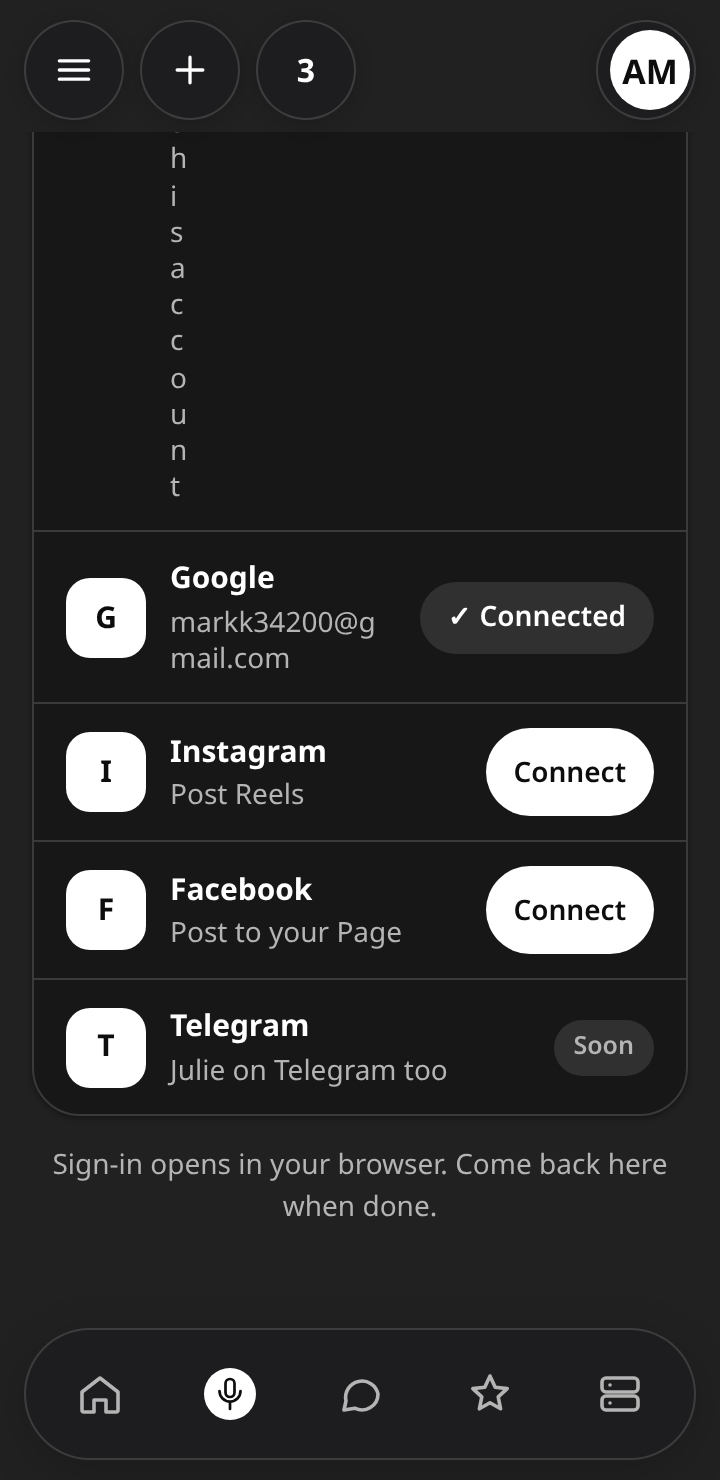 3
AM
h
i
s
a
c
c
o
u
n
t
G
Google
markk34200@g
mail.com
✓ Connected
I
Instagram
Post Reels
Connect
F
Facebook
Post to your Page
Connect
T
Telegram
Julie on Telegram too
Soon
Sign-in opens in your browser. Come back here
when done.